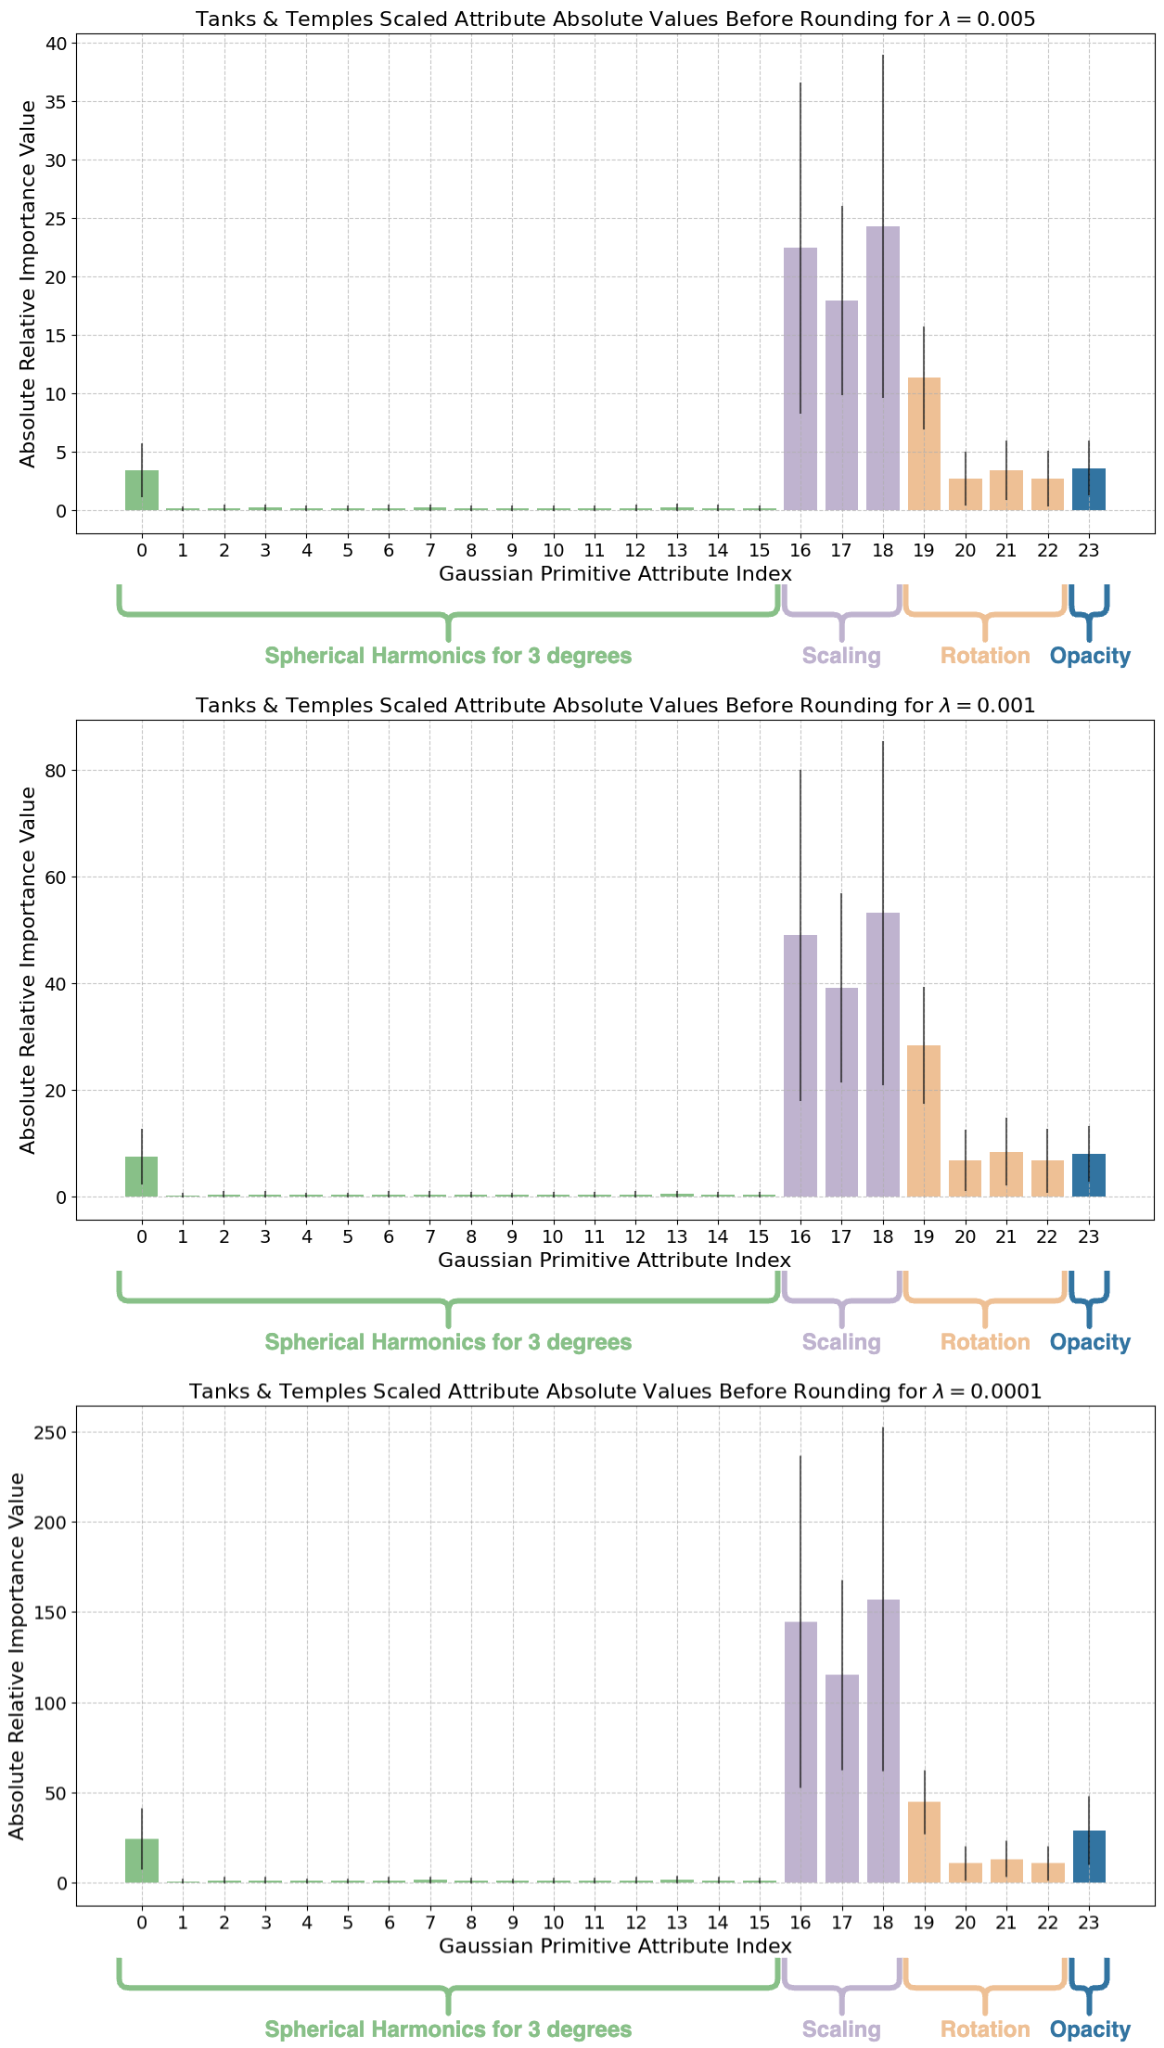 Tanks & Temples Scaled Attribute Absolute Values Before Rounding for λ = 0.005
Absolute Relative Importance Value
40
35
30
25
20
15
10
5
0
0 1 2 3 4 5 6 7 8 9 10 11 12 13 14 15 16 17 18 19 20 21 22 23
Gaussian Primitive Attribute Index
Spherical Harmonics for 3 degrees Scaling Rotation Opacity
Tanks & Temples Scaled Attribute Absolute Values Before Rounding for λ = 0.001
Absolute Relative Importance Value
80
60
40
20
0
0 1 2 3 4 5 6 7 8 9 10 11 12 13 14 15 16 17 18 19 20 21 22 23
Gaussian Primitive Attribute Index
Spherical Harmonics for 3 degrees Scaling Rotation Opacity
Tanks & Temples Scaled Attribute Absolute Values Before Rounding for λ = 0.0001
Absolute Relative Importance Value
250
200
150
100
50
0
0 1 2 3 4 5 6 7 8 9 10 11 12 13 14 15 16 17 18 19 20 21 22 23
Gaussian Primitive Attribute Index
Spherical Harmonics for 3 degrees Scaling Rotation Opacity